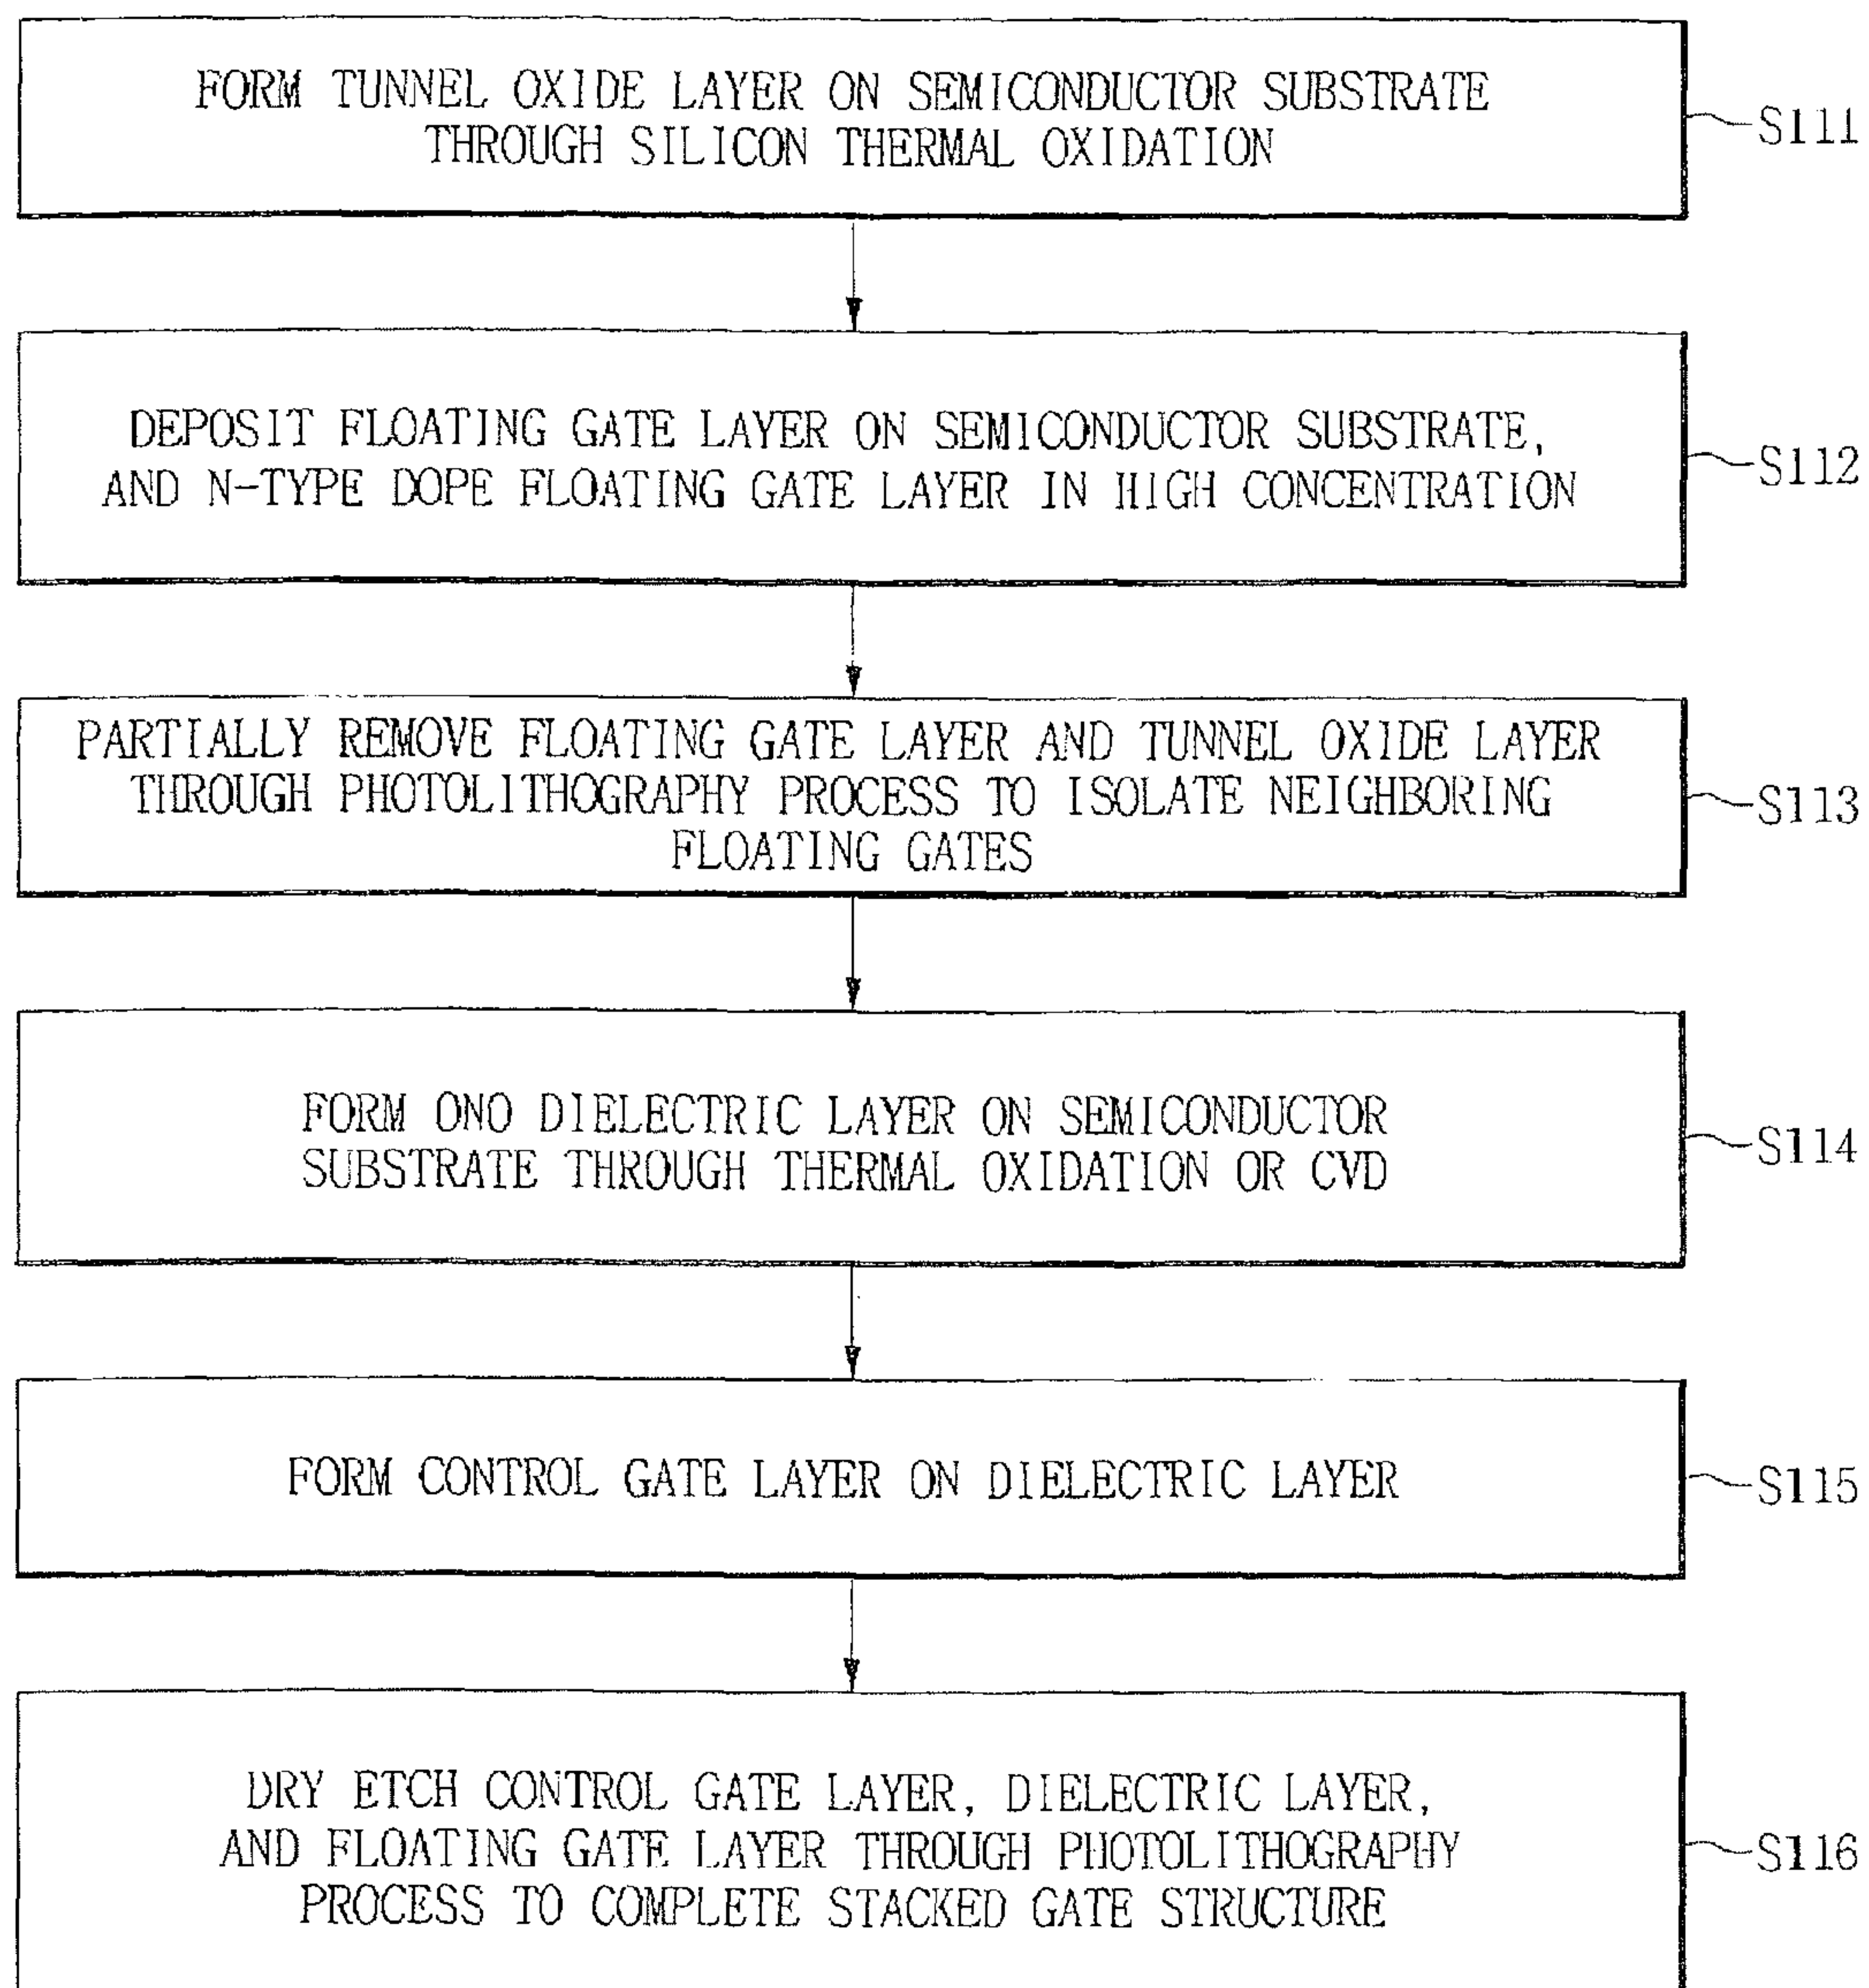 FORM TUNNEL OXIDE LAYER ON SEMICONDUCTOR SUBSTRATE
THROUGH SILICON THERMAL OXIDATION
S111
DEPOSIT FLOATING GATE LAYER ON SEMICONDUCTOR SUBSTRATE,
AND N-TYPE DOPE FLOATING GATE LAYER IN HIGH CONCENTRATION
S112
PARTIALLY REMOVE FLOATING GATE LAYER AND TUNNEL OXIDE LAYER
THROUGH PHOTOLITHOGRAPHY PROCESS TO ISOLATE NEIGHBORING
FLOATING GATES
S113
FORM ONO DIELECTRIC LAYER ON SEMICONDUCTOR
SUBSTRATE THROUGH THERMAL OXIDATION OR CVD
S114
FORM CONTROL GATE LAYER ON DIELECTRIC LAYER
S115
DRY ETCH CONTROL GATE LAYER, DIELECTRIC LAYER,
AND FLOATING GATE LAYER THROUGH PHOTOLITHOGRAPHY
PROCESS TO COMPLETE STACKED GATE STRUCTURE
S116